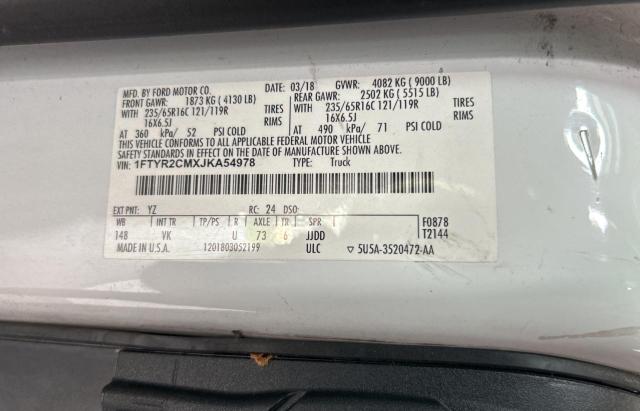 MFD. BY FORD MOTOR CO. 03/18 GVWR: 4082 KG ( 9000 LB)
FRONT GAWR: 1873 KG ( 4130 LB) REAR GAWR: 2502 KG ( 5515 LB)
WITH 235/65R16C 121/119R TIRES WITH 235/65R16C 121/119R TIRES
16X6.5J RIMS 16X6.5J RIMS
AT 360 kPa/ 52 PSI COLD AT 490 kPa/ 71 PSI COLD
THIS VEHICLE CONFORMS TO ALL APPLICABLE FEDERAL MOTOR VEHICLE
SAFETY STANDARDS IN EFFECT ON THE DATE OF MANUFACTURE SHOWN ABOVE.
VIN: 1FTYR2CMXJKA54978 TYPE: Truck
EXT PNT: YZ RC: 24 DSO:
WB INT TR TP/PS R AXLE TR SPR F0878
148 VK U 73 6 JJDD T2144
MADE IN U.S.A. 1201803052199 ULC ▽ 5U5A-3520472-AA